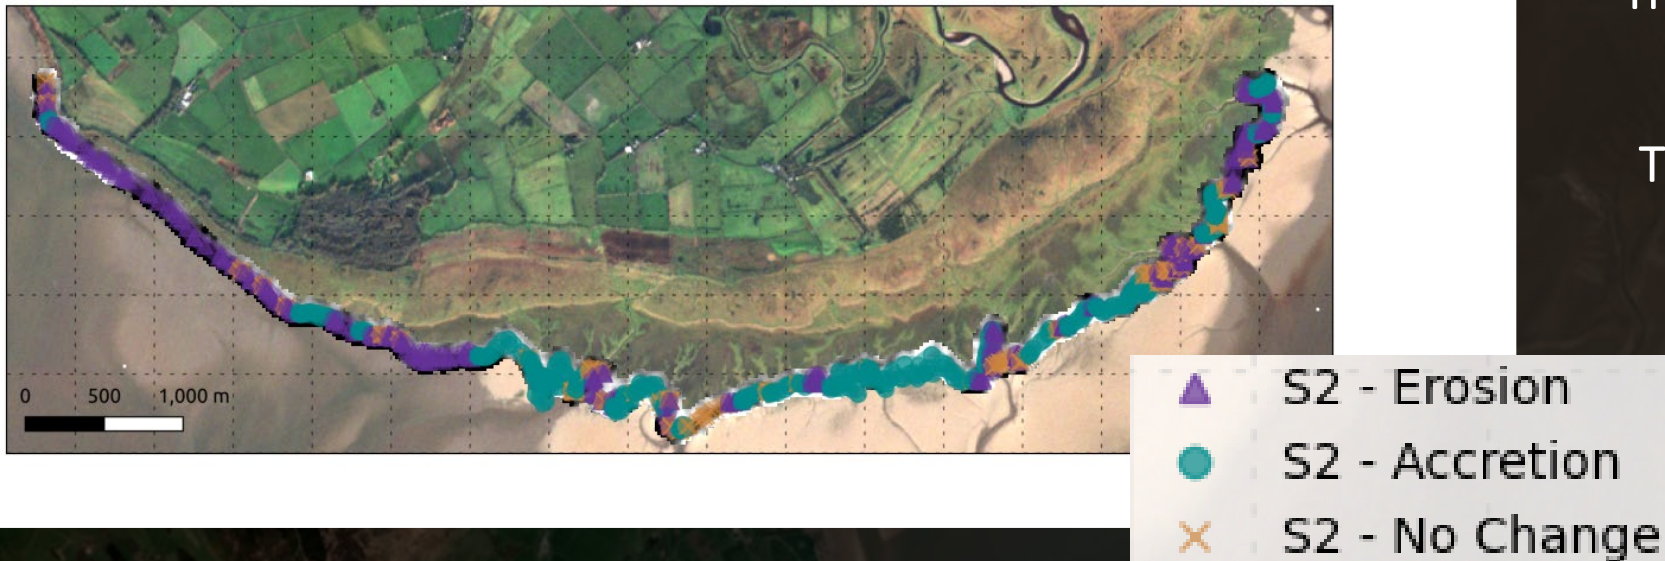 0 500 1,000 m
S2 - Erosion
S2 - Accretion
S2 - No Change